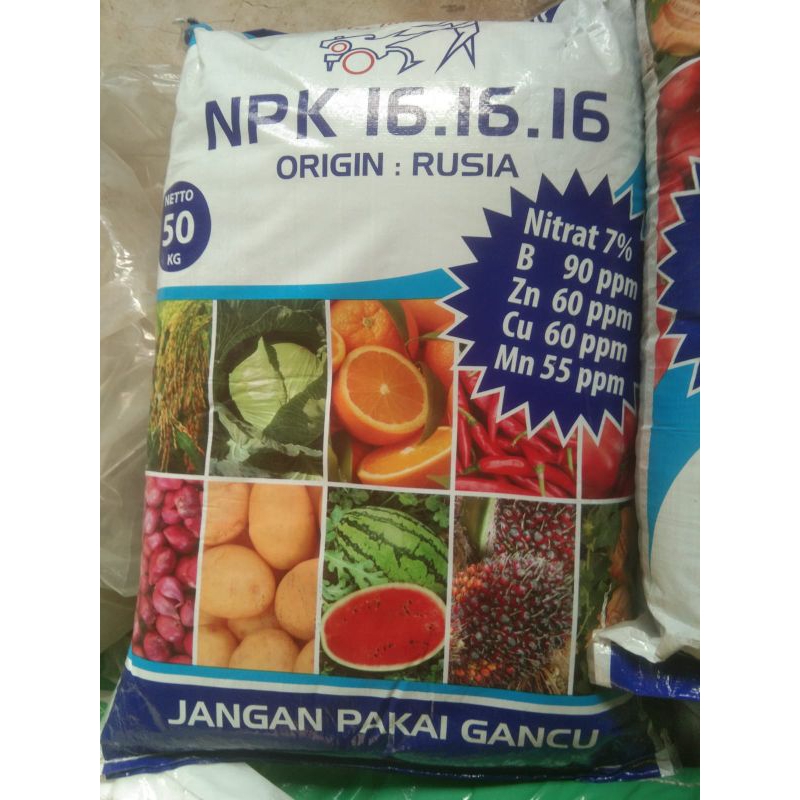 NPK 16.16.16
ORIGIN : RUSIA
NETTO
50
KG
Nitrat 7%
B 90 ppm
Zn 60 ppm
Cu 60 ppm
Mn 55 ppm
JANGAN PAKAI GANCU